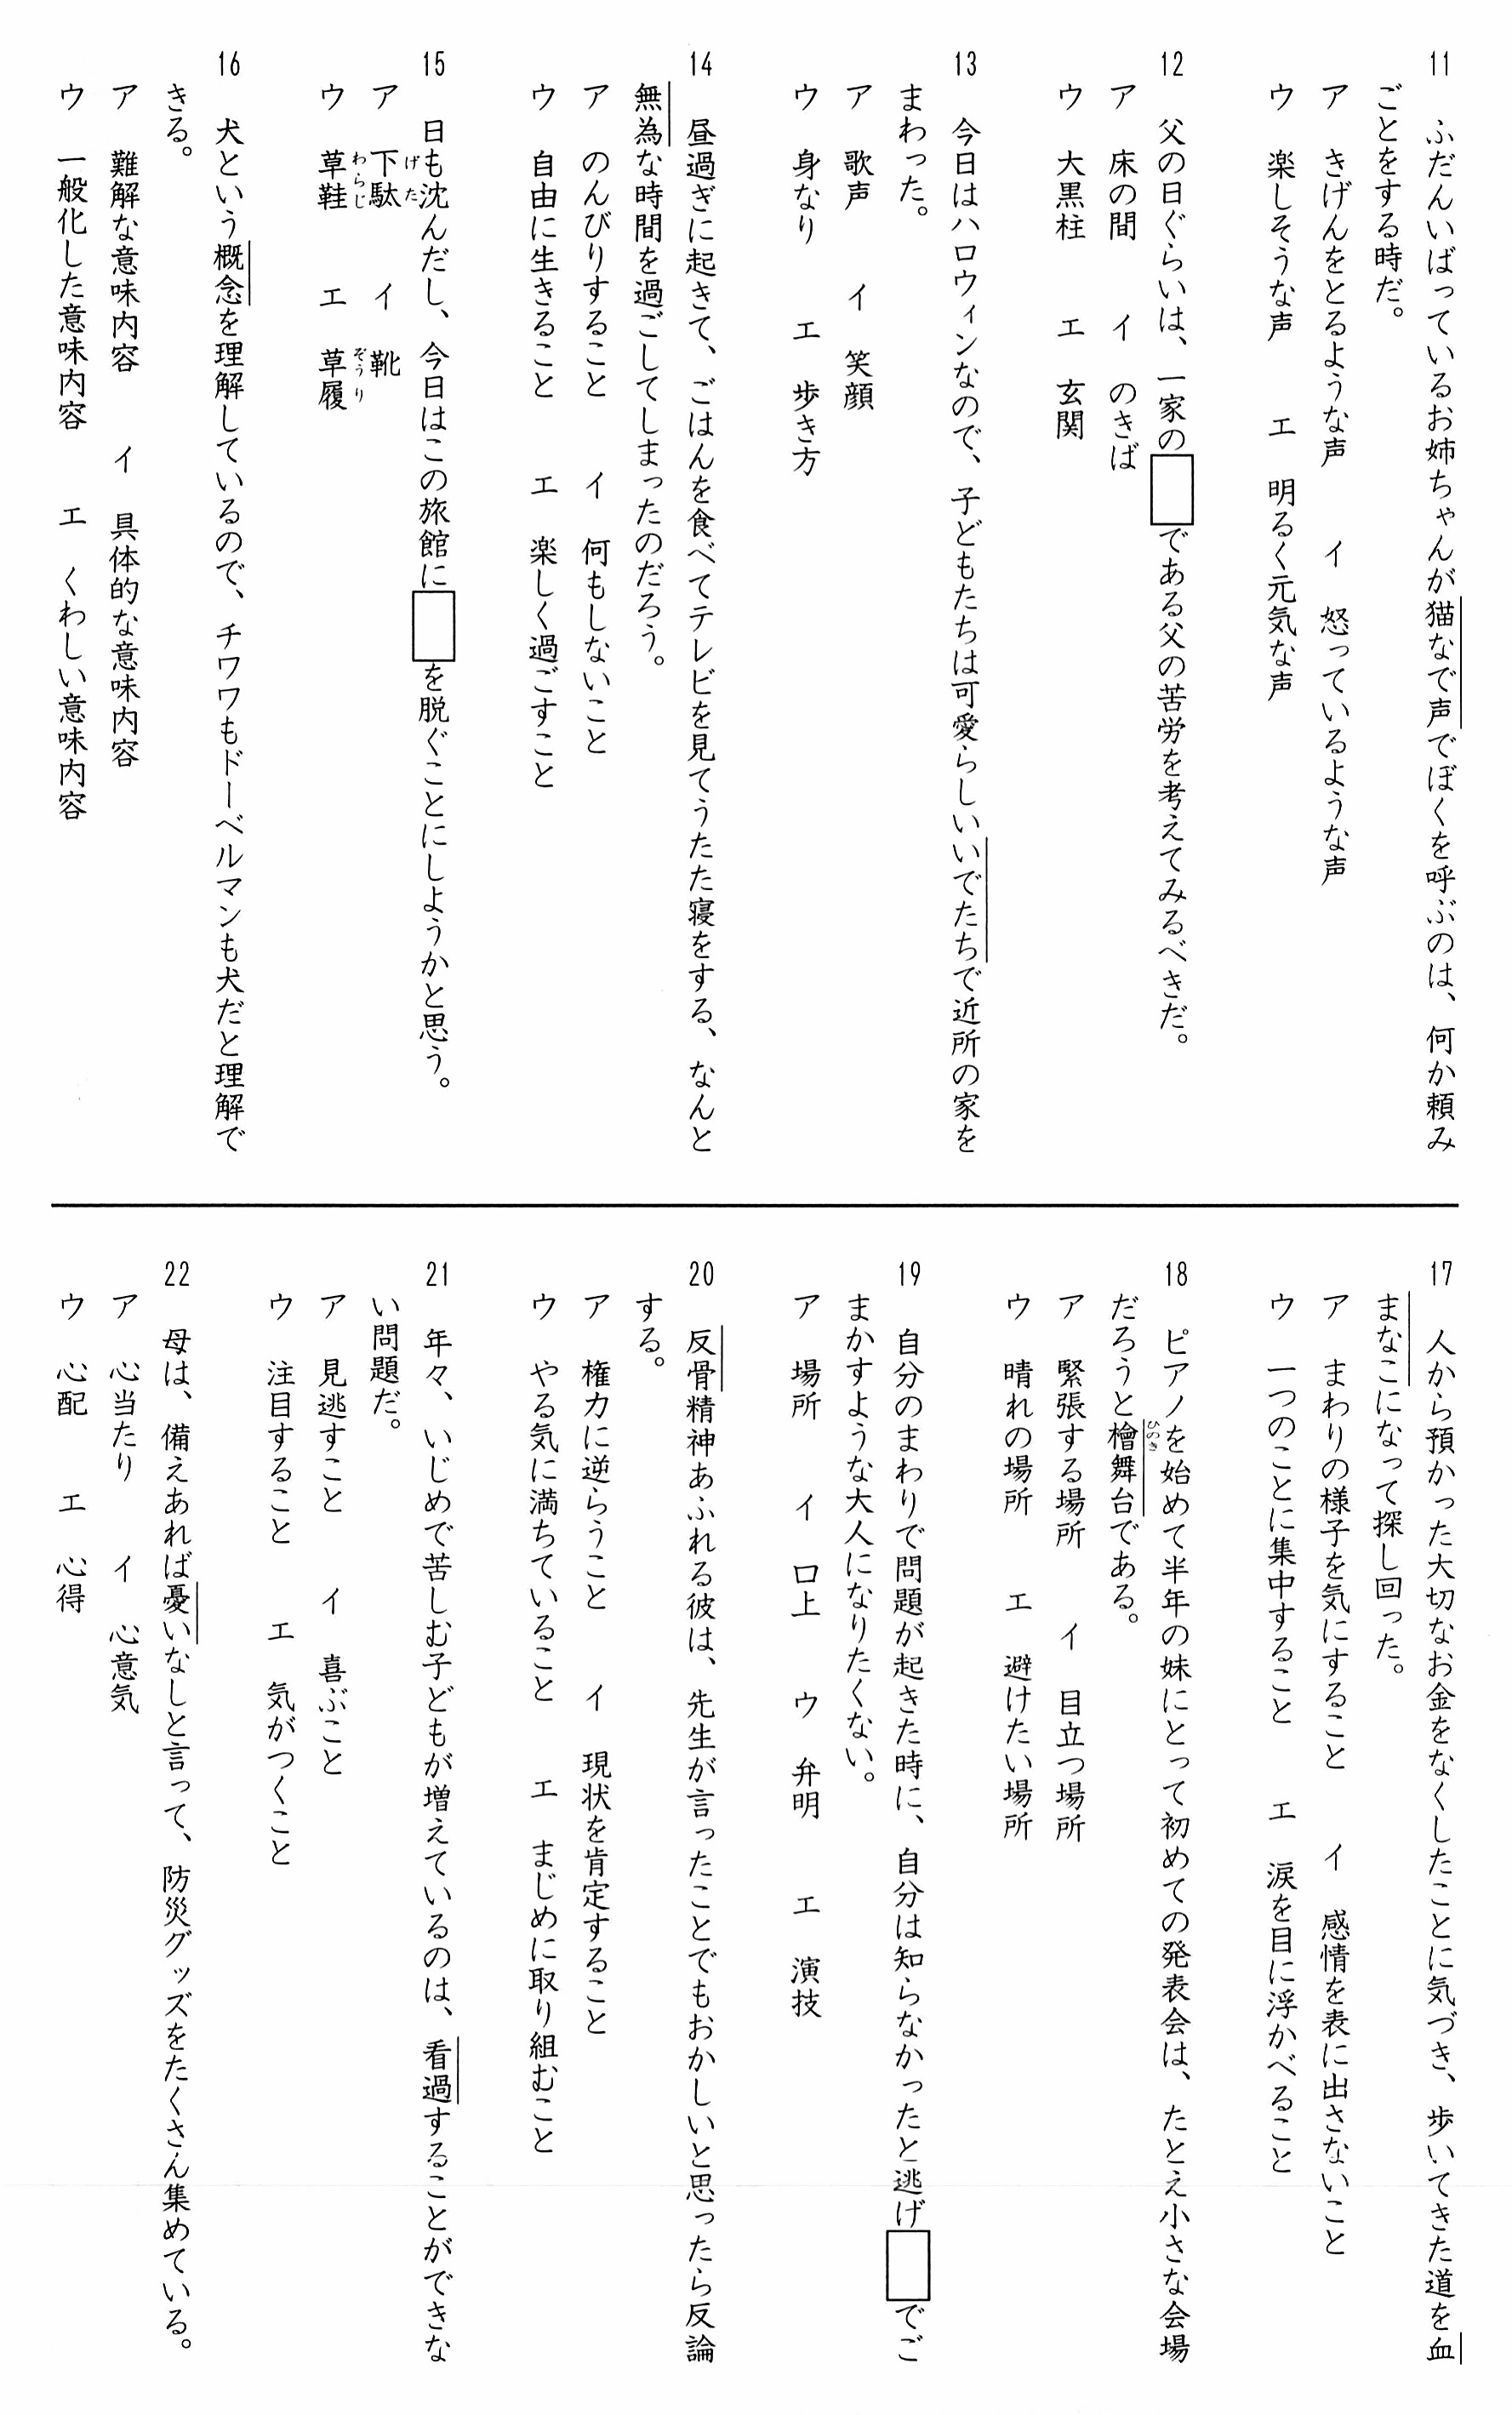 11　ふだんいばっているお姉ちゃんが猫なで声でぼくを呼ぶのは、何か頼み
ごとをする時だ。
ア　きげんをとるような声　　イ　怒っているような声
ウ　楽しそうな声　　エ　明るく元気な声
12　父の日ぐらいは、一家の□である父の苦労を考えてみるべきだ。
ア　床の間　　イ　のきば
ウ　大黒柱　　エ　玄関
13　今日はハロウィンなので、子どもたちは可愛らしいいでたちで近所の家を
まわった。
ア　歌声　　イ　笑顔
ウ　身なり　　エ　歩き方
14　昼過ぎに起きて、ごはんを食べてテレビを見てうたた寝をする、なんと
無為な時間を過ごしてしまったのだろう。
ア　のんびりすること　　イ　何もしないこと
ウ　自由に生きること　　エ　楽しく過ごすこと
15　日も沈んだし、今日はこの旅館に□を脱ぐことにしようかと思う。
ア　下駄（げた）　　イ　靴
ウ　草鞋（わらじ）　　エ　草履（ぞうり）
16　犬という概念を理解しているので、チワワもドーベルマンも犬だと理解で
きる。
ア　難解な意味内容　　イ　具体的な意味内容
ウ　一般化した意味内容　　エ　くわしい意味内容
17　人から預かった大切なお金をなくしたことに気づき、歩いてきた道を血
まなこになって探し回った。
ア　まわりの様子を気にすること　　イ　感情を表に出さないこと
ウ　一つのことに集中すること　　エ　涙を目に浮かべること
18　ピアノを始めて半年の妹にとって初めての発表会は、たとえ小さな会場
だろうと檜（ひのき）舞台である。
ア　緊張する場所　　イ　目立つ場所
ウ　晴れの場所　　エ　避けたい場所
19　自分のまわりで問題が起きた時に、自分は知らなかったと逃げ□でご
まかすような大人になりたくない。
ア　場所　　イ　口上　　ウ　弁明　　エ　演技
20　反骨精神あふれる彼は、先生が言ったことでもおかしいと思ったら反論
する。
ア　権力に逆らうこと　　イ　現状を肯定すること
ウ　やる気に満ちていること　　エ　まじめに取り組むこと
21　年々、いじめで苦しむ子どもが増えているのは、看過することができな
い問題だ。
ア　見逃すこと　　イ　喜ぶこと
ウ　注目すること　　エ　気がつくこと
22　母は、備えあれば憂いなしと言って、防災グッズをたくさん集めている。
ア　心当たり　　イ　心意気
ウ　心配　　エ　心得